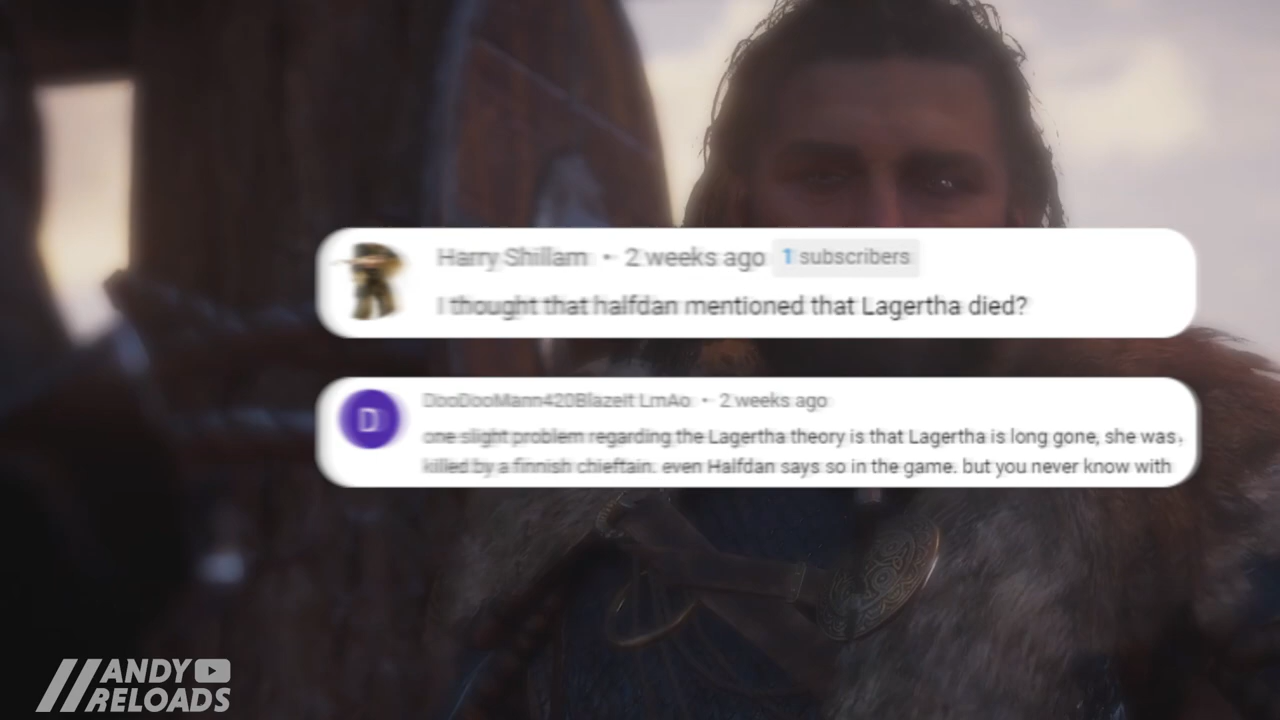 Harry Shillam • 2 weeks ago 1 subscribers
I thought that halfdan mentioned that Lagertha died?
D
DooDooMann420BlazeIt LmAo • 2 weeks ago
one slight problem regarding the Lagertha theory is that Lagertha is long gone, she was,
killed by a finnish chieftain. even Halfdan says so in the game. but you never know with
//ANDY
RELOADS